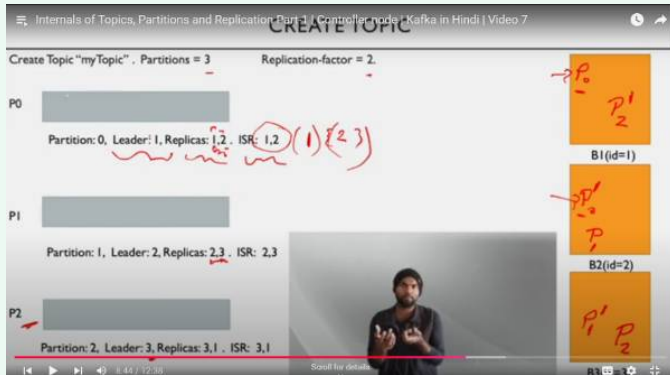 Internals of Topics, Partitions and Replication Part-1 | Controller node | Kafka in Hindi | Video 7
CREATE TOPIC
Create Topic "myTopic" . Partitions = 3 Replication-factor = 2.
P0
Partition: 0, Leader: 1, Replicas: 1,2 . ISR: 1,2 (1) {2 3}
P0
P'2
B1(id=1)
P1
Partition: 1, Leader: 2, Replicas: 2,3 . ISR: 2,3
P'
P1
B2(id=2)
P2
Partition: 2, Leader: 3, Replicas: 3,1 . ISR: 3,1
P'1 P2
8:44 / 12:38
Scroll for details